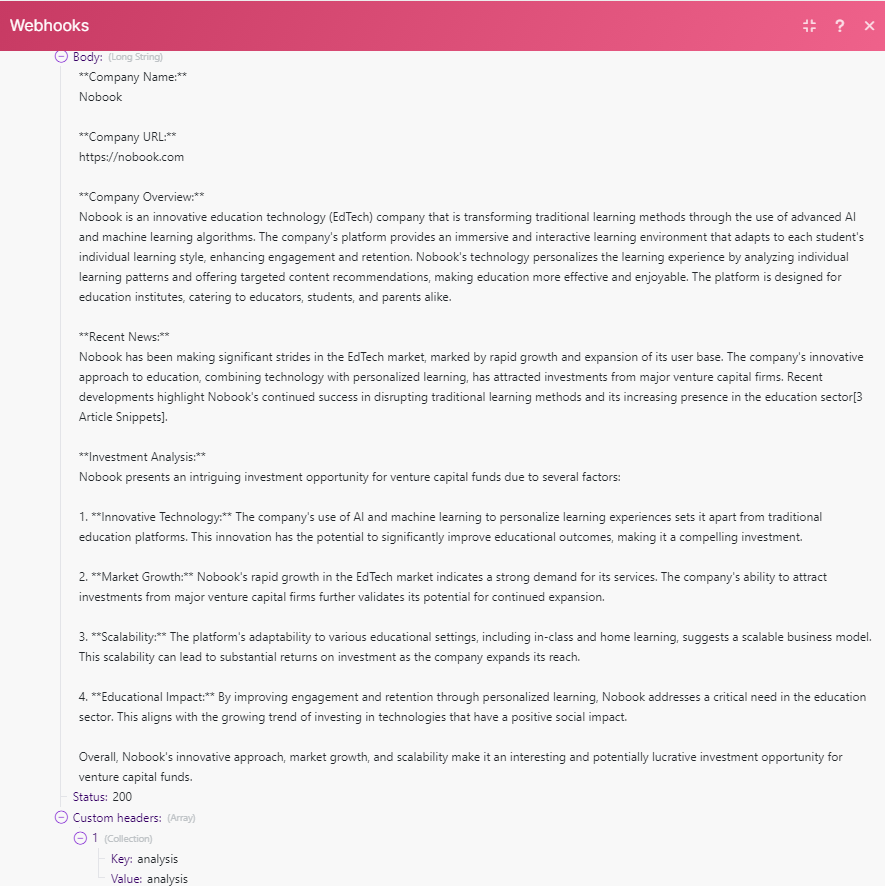 Webhooks
?
Body: (Long String)
**Company Name:**
Nobook
**Company URL:**
https://nobook.com
**Company Overview:**
Nobook is an innovative education technology (EdTech) company that is transforming traditional learning methods through the use of advanced AI
and machine learning algorithms. The company's platform provides an immersive and interactive learning environment that adapts to each student's
individual learning style, enhancing engagement and retention. Nobook's technology personalizes the learning experience by analyzing individual
learning patterns and offering targeted content recommendations, making education more effective and enjoyable. The platform is designed for
education institutes, catering to educators, students, and parents alike.
**Recent News:**
Nobook has been making significant strides in the EdTech market, marked by rapid growth and expansion of its user base. The company's innovative
approach to education, combining technology with personalized learning, has attracted investments from major venture capital firms. Recent
developments highlight Nobook's continued success in disrupting traditional learning methods and its increasing presence in the education sector[3
Article Snippets].
**Investment Analysis:**
Nobook presents an intriguing investment opportunity for venture capital funds due to several factors:
1. **Innovative Technology:** The company's use of AI and machine learning to personalize learning experiences sets it apart from traditional
education platforms. This innovation has the potential to significantly improve educational outcomes, making it a compelling investment.
2. **Market Growth:** Nobook's rapid growth in the EdTech market indicates a strong demand for its services. The company's ability to attract
investments from major venture capital firms further validates its potential for continued expansion.
3. **Scalability:** The platform's adaptability to various educational settings, including in-class and home learning, suggests a scalable business model.
This scalability can lead to substantial returns on investment as the company expands its reach.
4. **Educational Impact:** By improving engagement and retention through personalized learning, Nobook addresses a critical need in the education
sector. This aligns with the growing trend of investing in technologies that have a positive social impact.
Overall, Nobook's innovative approach, market growth, and scalability make it an interesting and potentially lucrative investment opportunity for
venture capital funds.
Status: 200
Custom headers: (Array)
1 (Collection)
Key: analysis
Value: analysis